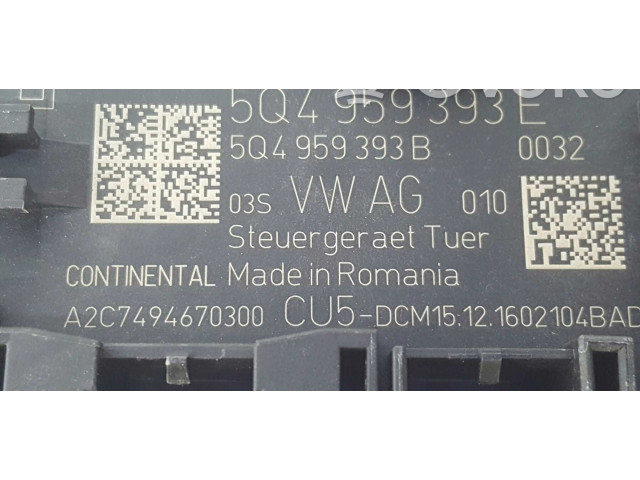 5Q4 959 393 E
5Q4 959 393 B 0032
03S VW AG 010
Steuergeraet Tuer
CONTINENTAL Made in Romania
A2C7494670300 CU5-DCM15.12.1602104BAD